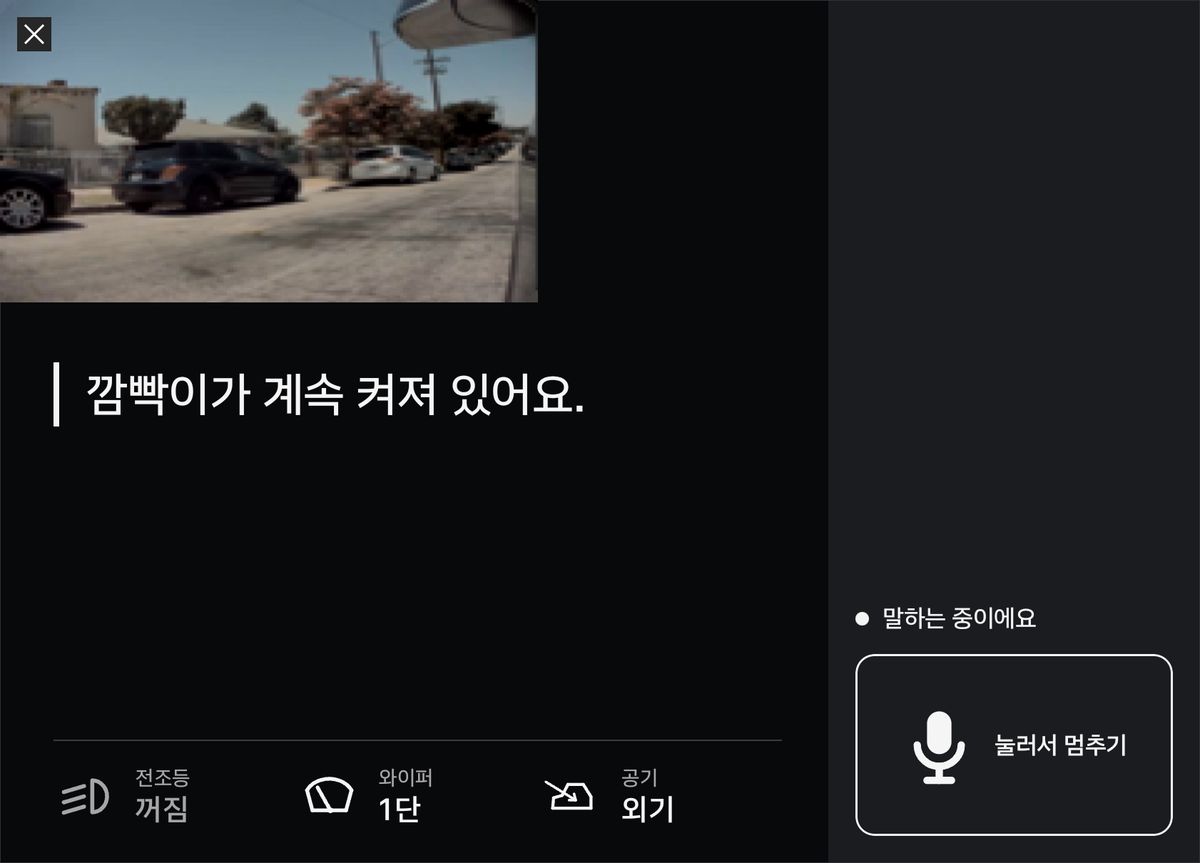 깜빡이가 계속 켜져 있어요.
말하는 중이에요
눌러서 멈추기
전조등
꺼짐
와이퍼
1단
공기
외기